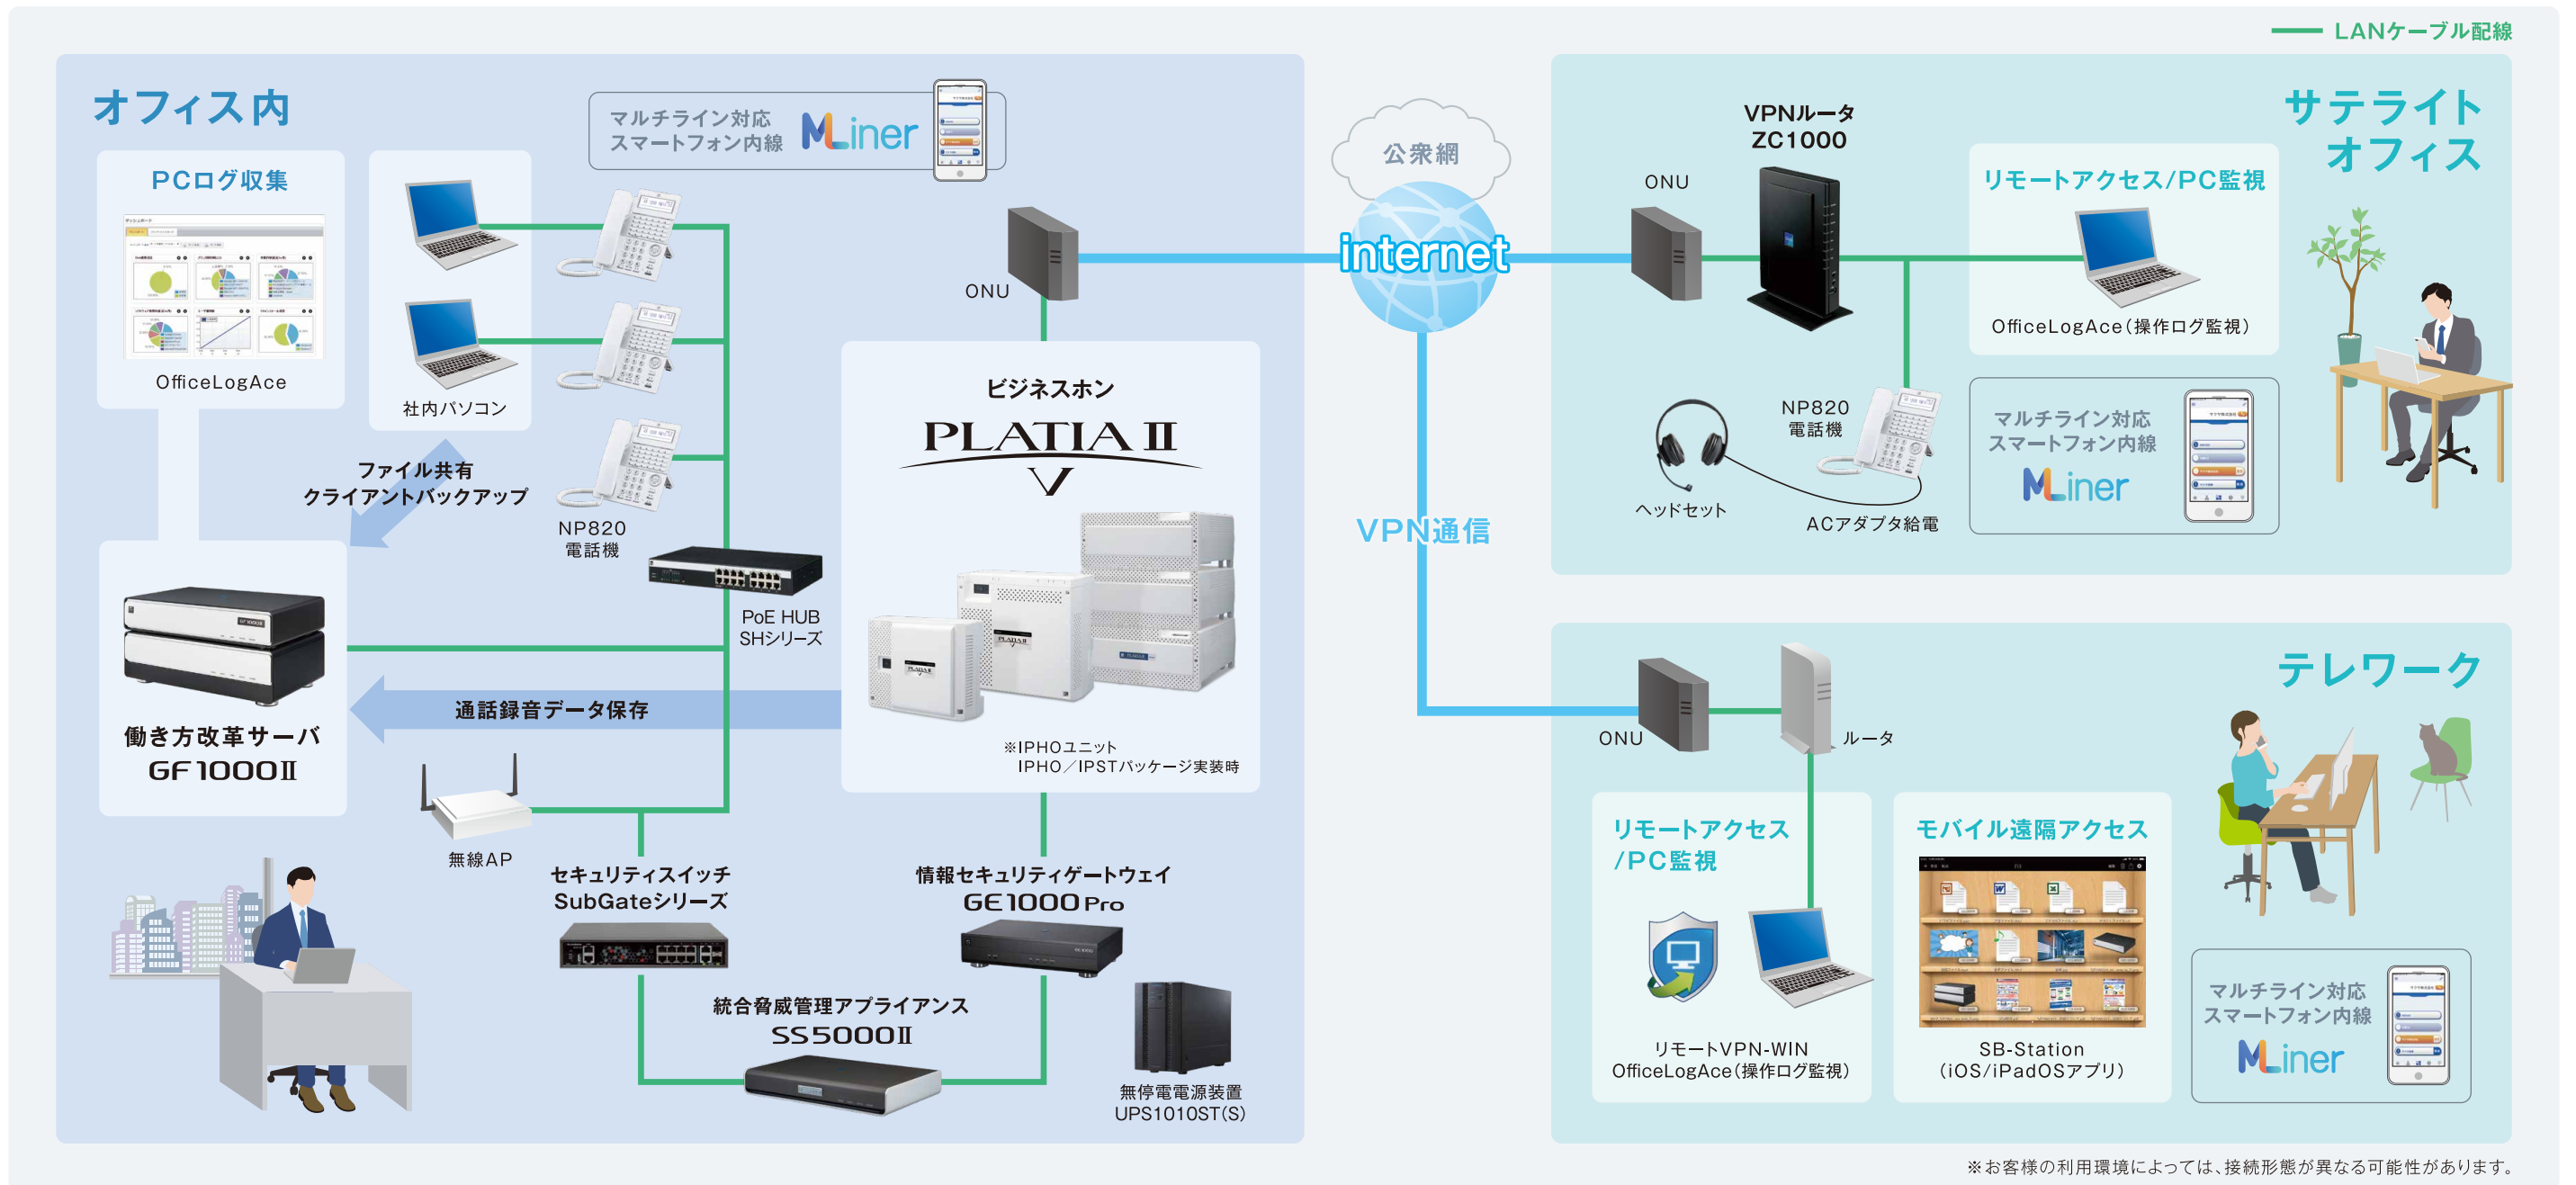 LANケーブル配線
オフィス内
PCログ収集
OfficeLogAce
社内パソコン
マルチライン対応
スマートフォン内線
MLiner
ファイル共有
クライアントバックアップ
NP820
電話機
PoE HUB
SHシリーズ
ONU
ビジネスホン
PLATIA II
V
PLATIA II
V
PLATIA II
V
※IPHOユニット
IPHO／IPSTパッケージ実装時
働き方改革サーバ
GF1000II
通話録音データ保存
無線AP
セキュリティスイッチ
SubGateシリーズ
情報セキュリティゲートウェイ
GE1000 Pro
統合脅威管理アプライアンス
SS5000II
無停電電源装置
UPS1010ST(S)
公衆網
internet
VPN通信
サテライト
オフィス
VPNルータ
ZC1000
ONU
リモートアクセス/PC監視
OfficeLogAce（操作ログ監視）
ヘッドセット
NP820
電話機
ACアダプタ給電
マルチライン対応
スマートフォン内線
MLiner
テレワーク
ONU
ルータ
リモートアクセス
/PC監視
リモートVPN-WIN
OfficeLogAce（操作ログ監視）
モバイル遠隔アクセス
SB-Station
（iOS/iPadOSアプリ）
マルチライン対応
スマートフォン内線
MLiner
※お客様の利用環境によっては、接続形態が異なる可能性があります。